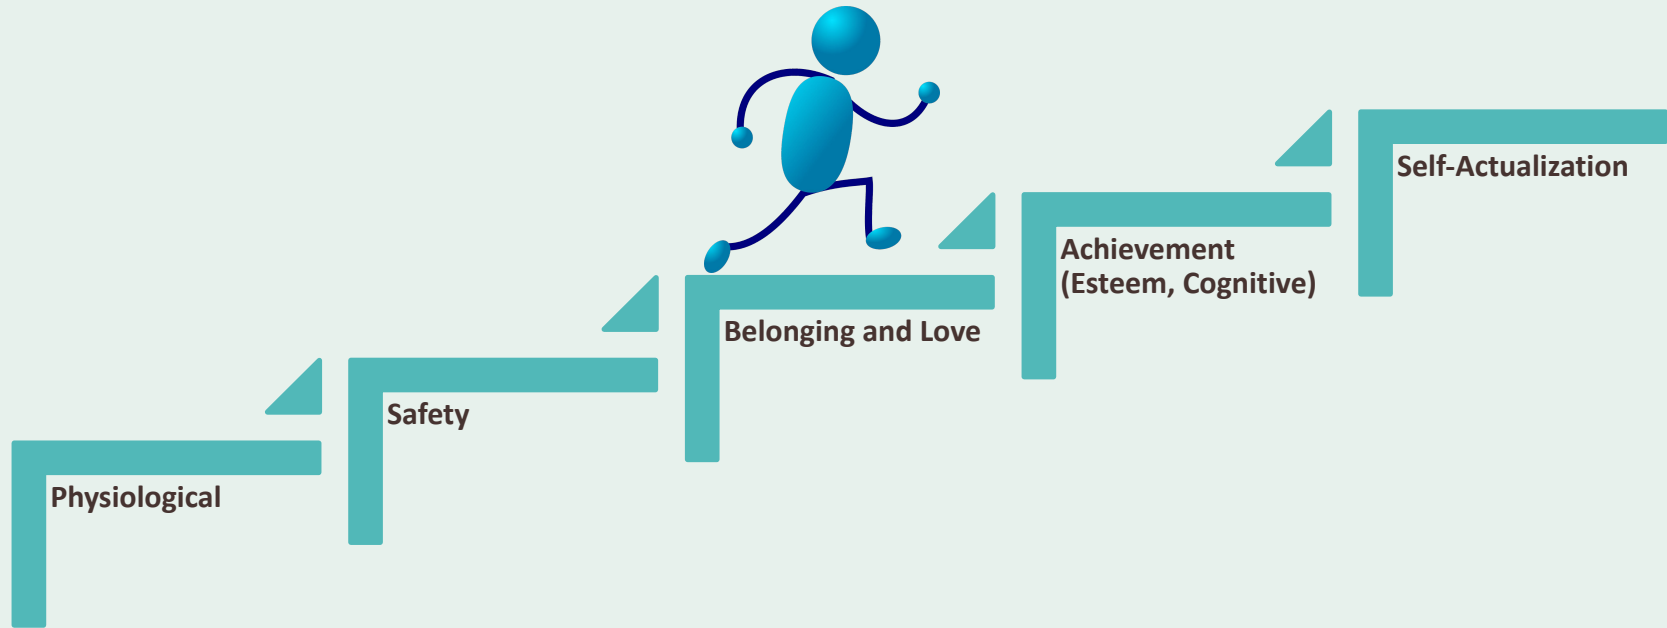 Self-Actualization
Achievement
(Esteem, Cognitive)
Belonging and Love
Safety
Physiological